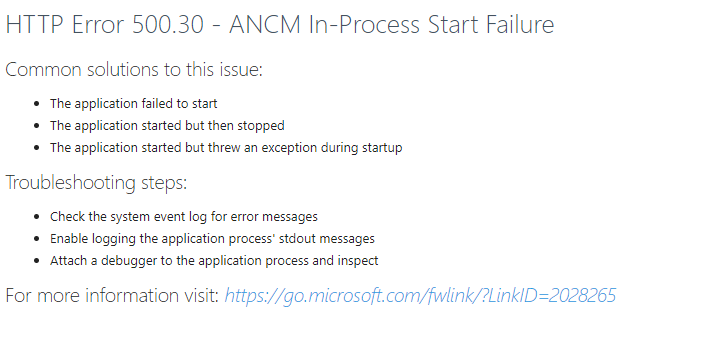 HTTP Error 500.30 - ANCM In-Process Start Failure
Common solutions to this issue:
• The application failed to start
• The application started but then stopped
• The application started but threw an exception during startup
Troubleshooting steps:
• Check the system event log for error messages
• Enable logging the application process' stdout messages
• Attach a debugger to the application process and inspect
For more information visit: https://go.microsoft.com/fwlink/?LinkID=2028265